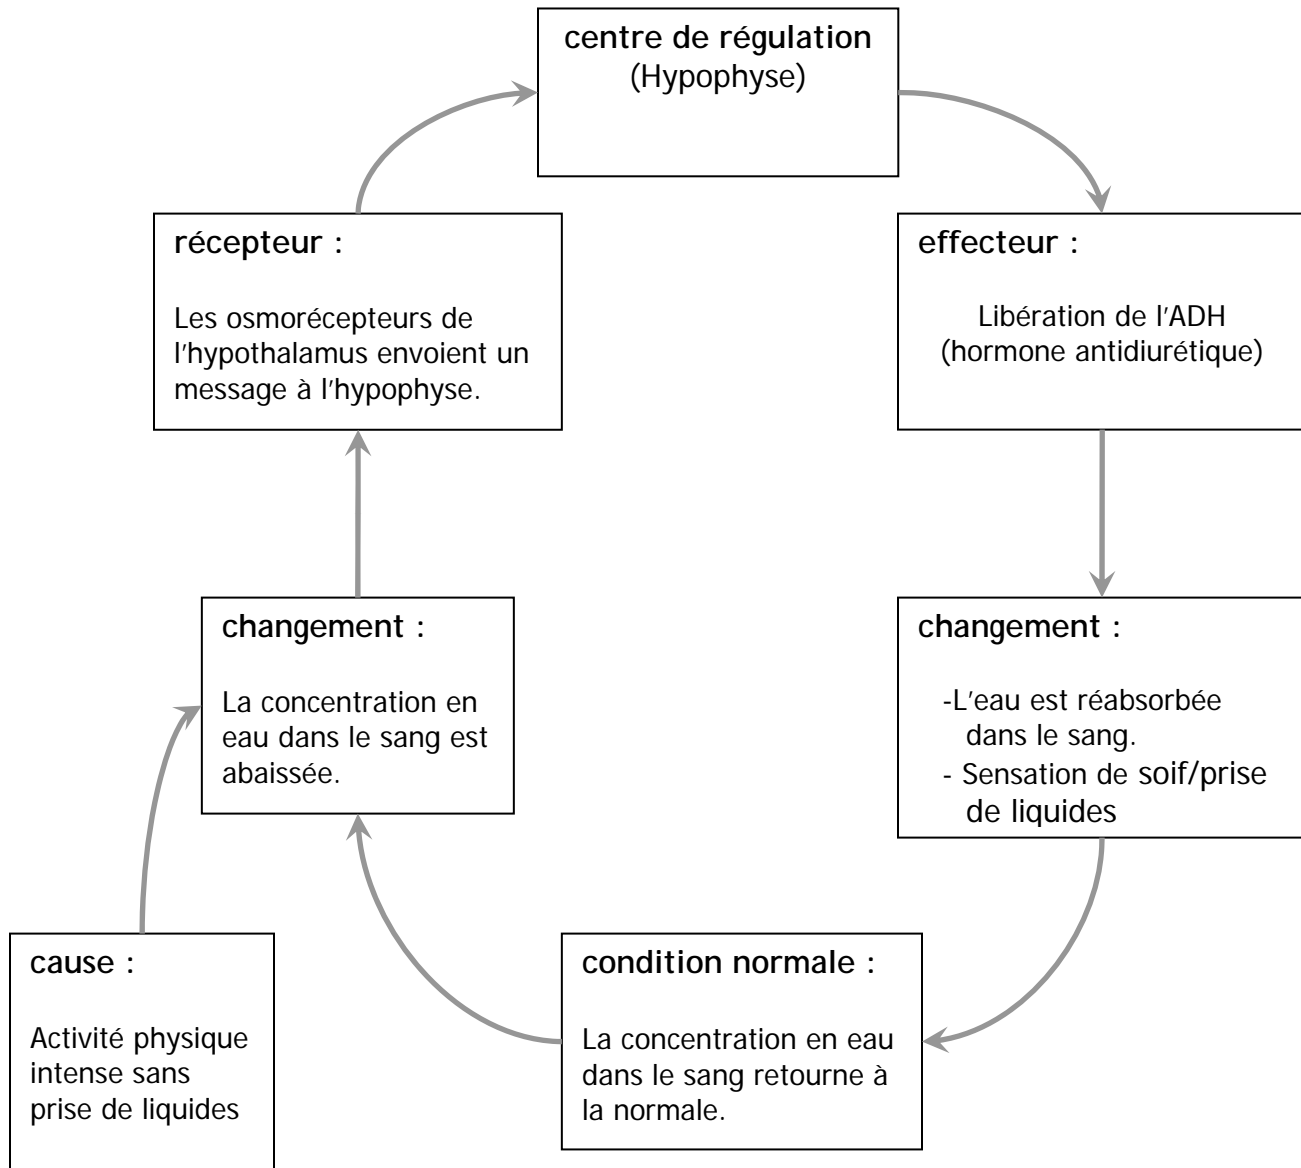 centre de régulation
(Hypophyse)
récepteur :
Les osmorécepteurs de
l'hypothalamus envoient un
message à l'hypophyse.
effecteur :
Libération de l'ADH
(hormone antidiurétique)
changement :
La concentration en
eau dans le sang est
abaissée.
changement :
-L'eau est réabsorbée
dans le sang.
- Sensation de soif/prise
de liquides
cause :
Activité physique
intense sans
prise de liquides
condition normale :
La concentration en eau
dans le sang retourne à
la normale.